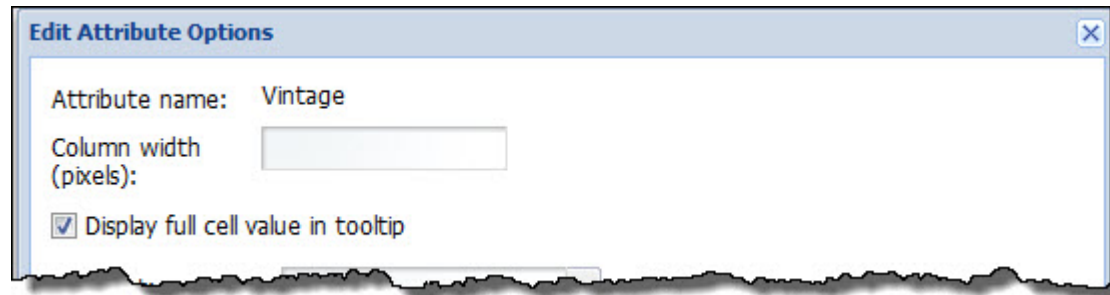 Edit Attribute Options
Attribute name: Vintage
Column width
(pixels):
Display full cell value in tooltip